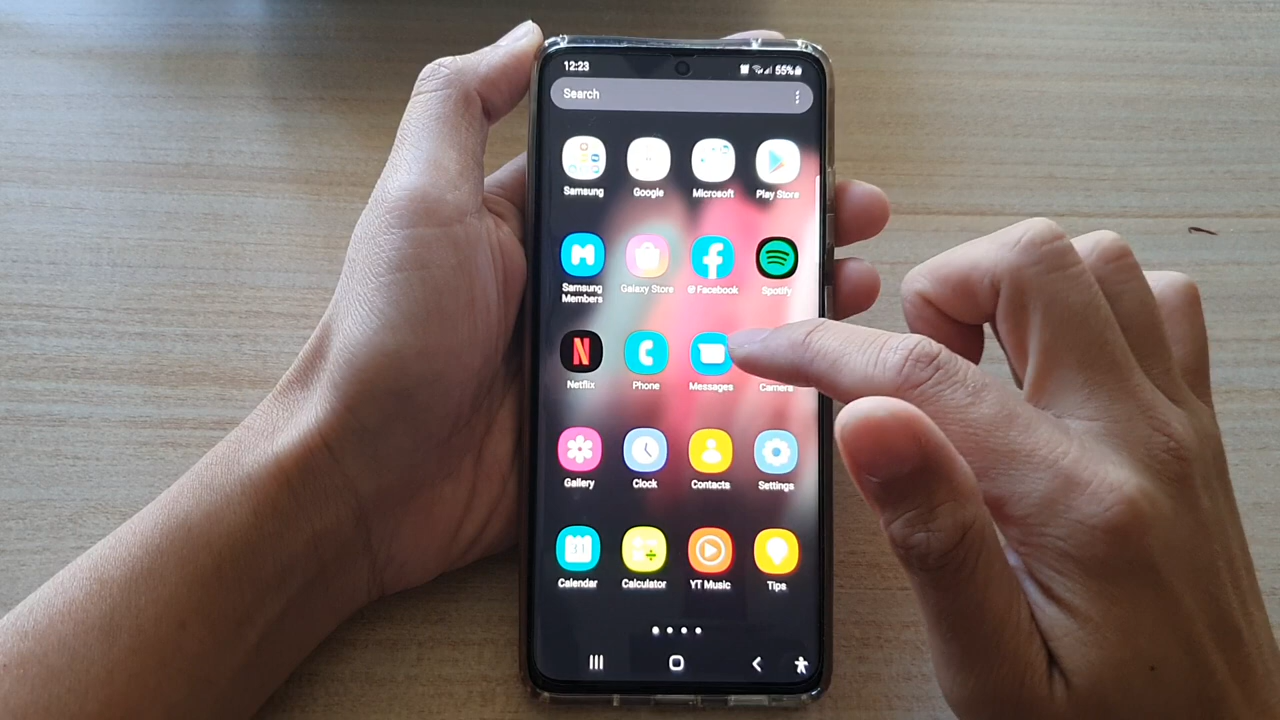 12:23
55%
Search
Samsung
Google
Microsoft
Play Store
Samsung
Members
Galaxy Store
@ Facebook
Spotify
N
Netflix
Phone
Messages
Camera
Gallery
Clock
Contacts
Settings
31
Calendar
Calculator
YT Music
Tips